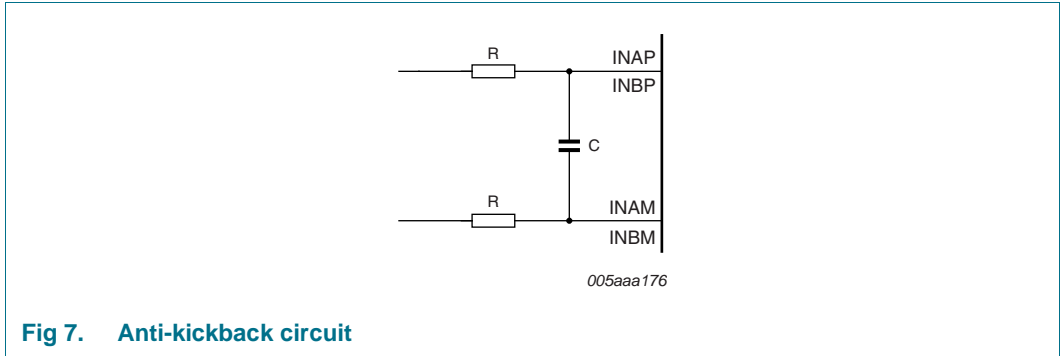 R
INAP
INBP
C
R
INAM
INBM
005aaa176
Fig 7. Anti-kickback circuit